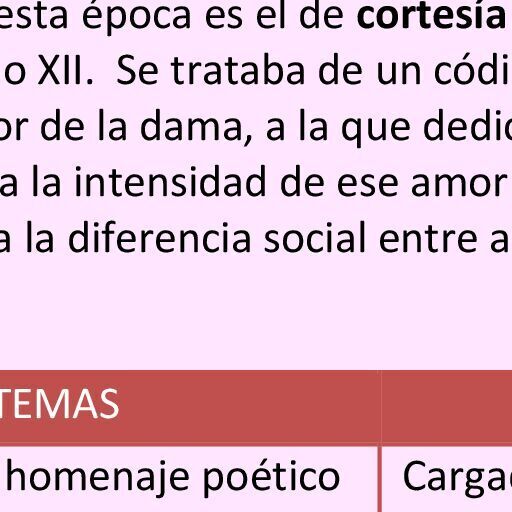 esta época es el de cortesía
o XII. Se trataba de un códi
or de la dama, a la que dedic
a la intensidad de ese amor
a la diferencia social entre a
TEMAS
homenaje poético Carga